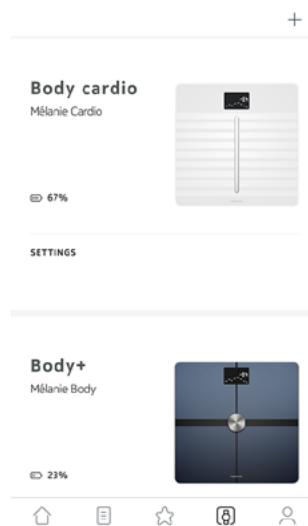 Body cardio
Mélanie Cardio
67%
SETTINGS
Body+
Mélanie Body
23%